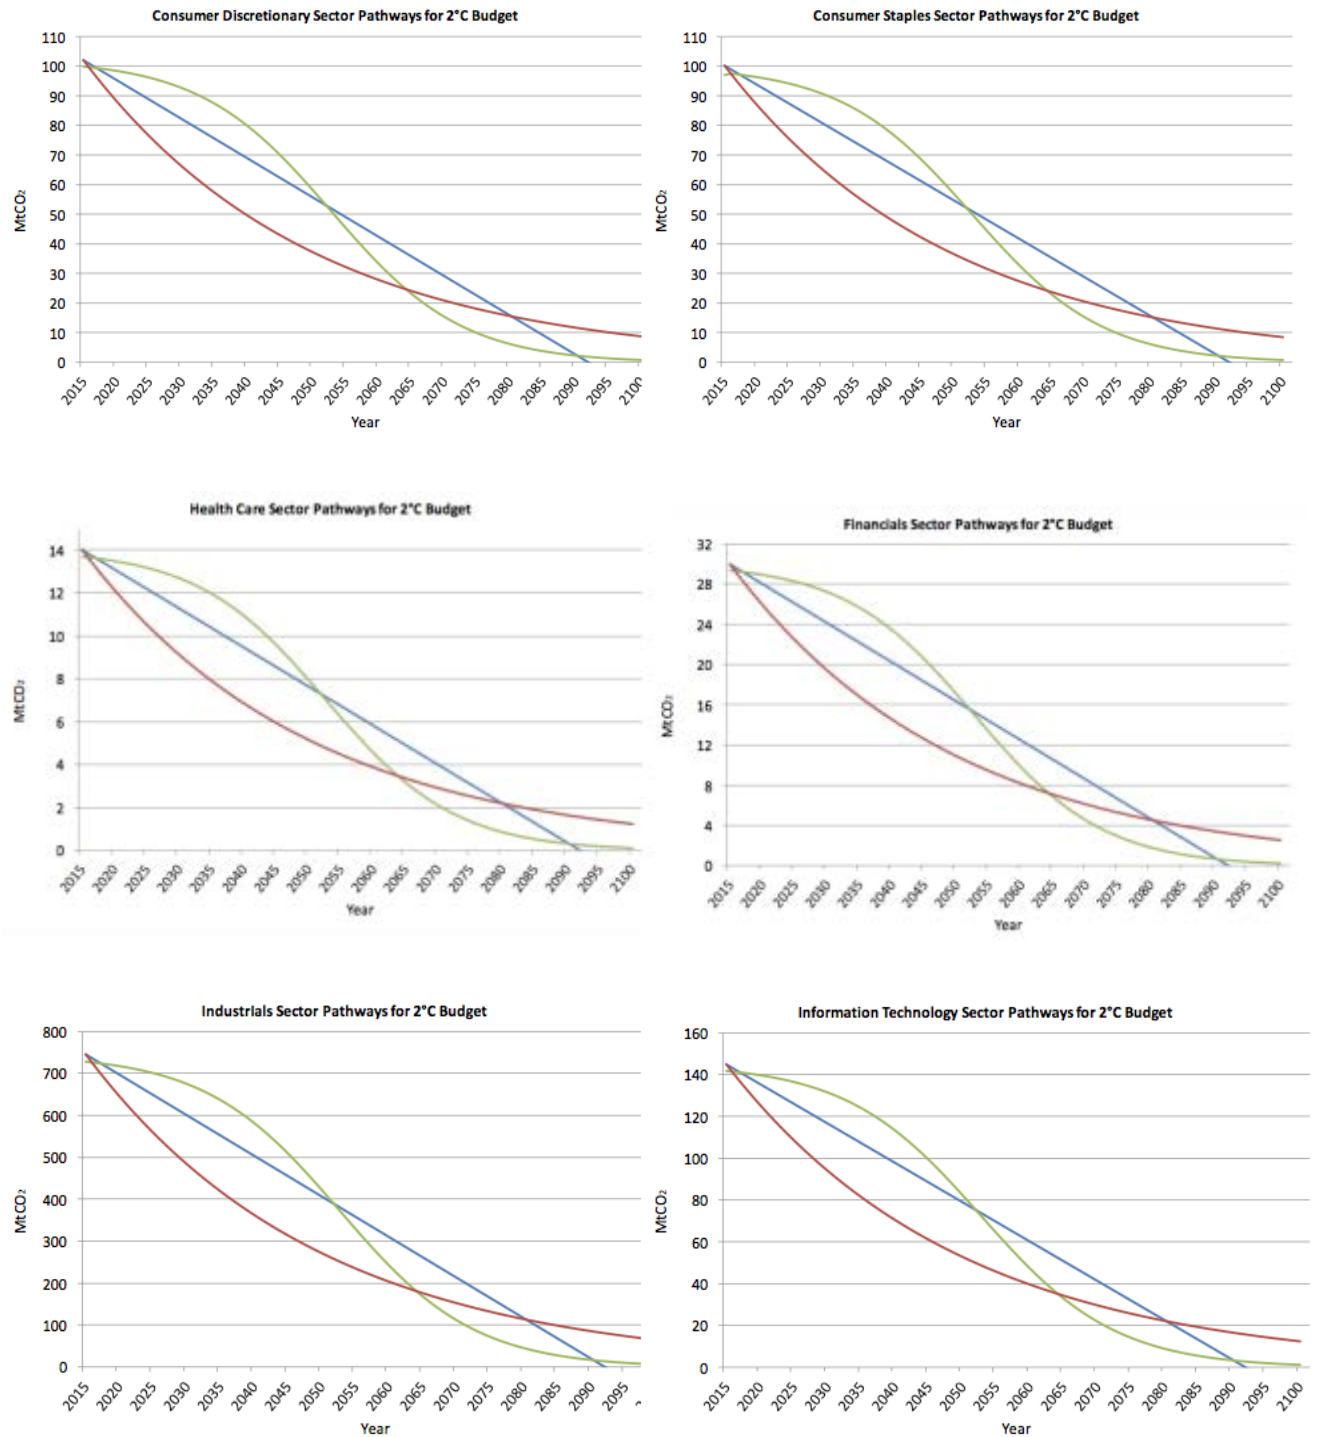 Consumer Discretionary Sector Pathways for 2°C Budget
110
100
90
80
70
60
50
40
30
20
10
0
MtCO₂
2015 2020 2025 2030 2035 2040 2045 2050 2055 2060 2065 2070 2075 2080 2085 2090 2095 2100
Year
Consumer Staples Sector Pathways for 2°C Budget
110
100
90
80
70
60
50
40
30
20
10
0
MtCO₂
2015 2020 2025 2030 2035 2040 2045 2050 2055 2060 2065 2070 2075 2080 2085 2090 2095 2100
Year
Health Care Sector Pathways for 2°C Budget
14
12
10
8
6
4
2
0
MtCO₂
2015 2020 2025 2030 2035 2040 2045 2050 2055 2060 2065 2070 2075 2080 2085 2090 2095 2100
Year
Financials Sector Pathways for 2°C Budget
32
28
24
20
16
12
8
4
0
MtCO₂
2015 2020 2025 2030 2035 2040 2045 2050 2055 2060 2065 2070 2075 2080 2085 2090 2095 2100
Year
Industrials Sector Pathways for 2°C Budget
800
700
600
500
400
300
200
100
0
MtCO₂
2015 2020 2025 2030 2035 2040 2045 2050 2055 2060 2065 2070 2075 2080 2085 2090 2095
Year
Information Technology Sector Pathways for 2°C Budget
160
140
120
100
80
60
40
20
0
MtCO₂
2015 2020 2025 2030 2035 2040 2045 2050 2055 2060 2065 2070 2075 2080 2085 2090 2095 2100
Year